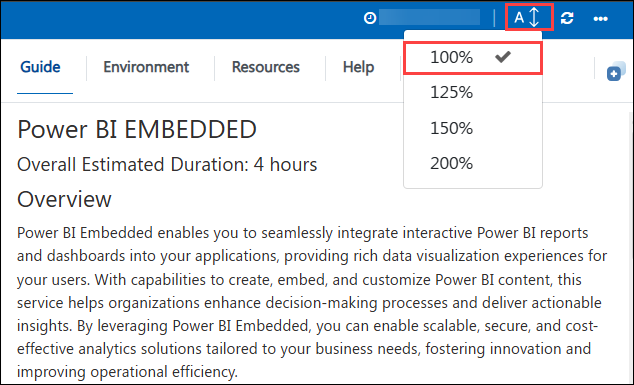 A
100%
125%
150%
200%
Guide Environment Resources Help
Power BI EMBEDDED
Overall Estimated Duration: 4 hours
Overview
Power BI Embedded enables you to seamlessly integrate interactive Power BI reports
and dashboards into your applications, providing rich data visualization experiences for
your users. With capabilities to create, embed, and customize Power BI content, this
service helps organizations enhance decision-making processes and deliver actionable
insights. By leveraging Power BI Embedded, you can enable scalable, secure, and cost-
effective analytics solutions tailored to your business needs, fostering innovation and
improving operational efficiency.